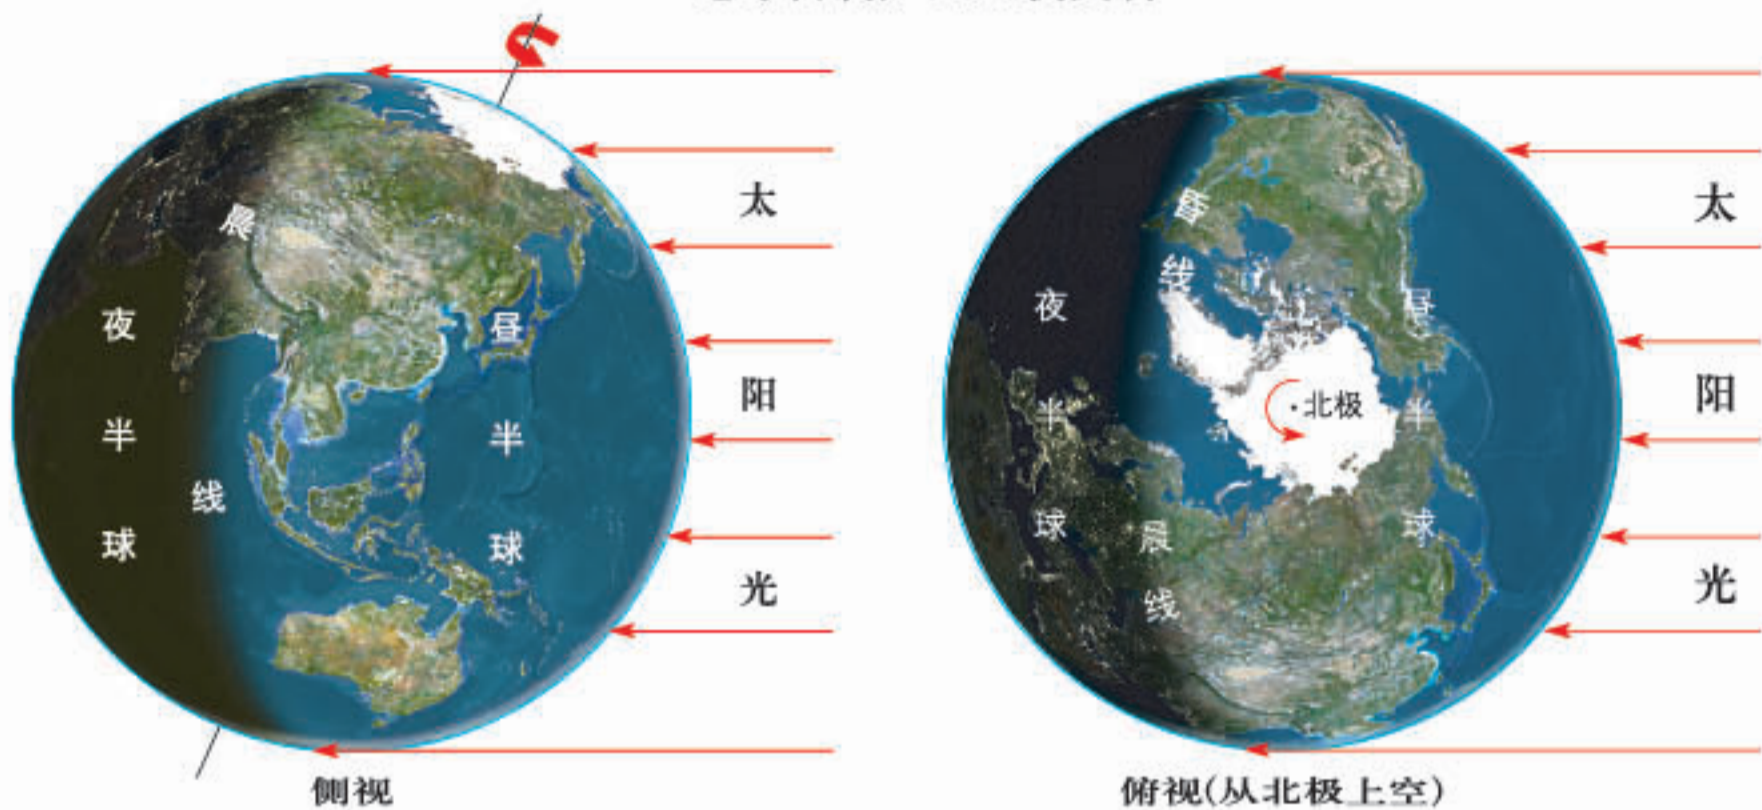 晨线
夜半球
昼半球
太阳光
侧视
昏线
夜半球
昼半球
北极
晨线
太阳光
俯视(从北极上空)